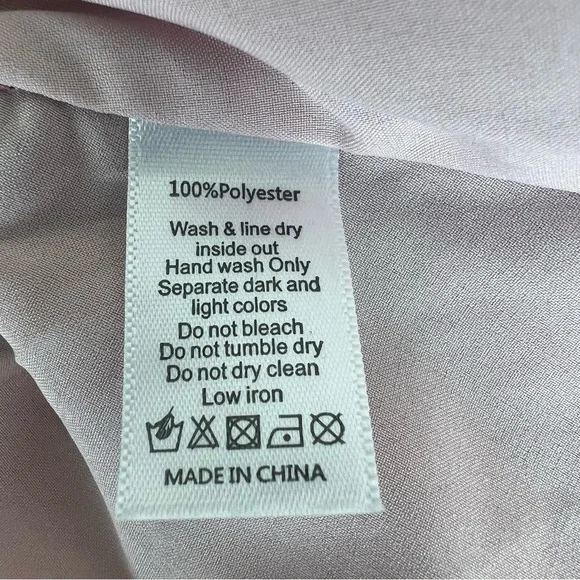 100%Polyester
Wash & line dry
inside out
Hand wash Only
Separate dark and
light colors
Do not bleach
Do not tumble dry
Do not dry clean
Low iron
MADE IN CHINA